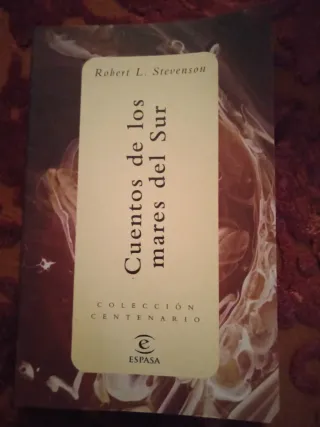 Robert L. Stevenson
Cuentos de los
mares del Sur
COLECCIÓN
CENTENARIO
e
ESPASA